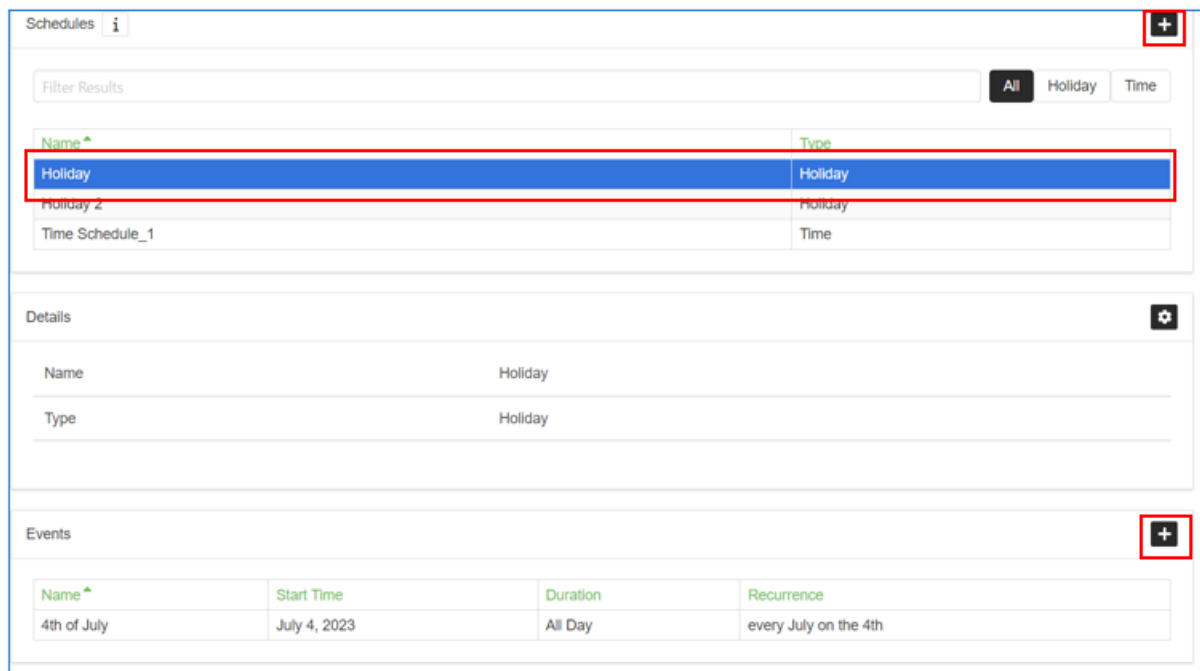 Schedules i
Filter Results All Holiday Time
Name Type
Holiday Holiday
Holiday 2 Holiday
Time Schedule_1 Time
Details
Name Holiday
Type Holiday
Events
Name Start Time Duration Recurrence
4th of July July 4, 2023 All Day every July on the 4th